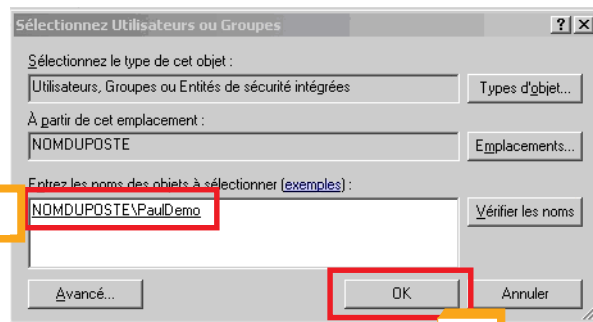 Sélectionnez Utilisateurs ou Groupes
Sélectionnez le type de cet objet :
Utilisateurs, Groupes ou Entités de sécurité intégrées
Types d'objet...
À partir de cet emplacement :
NOMDUPOSTE
Emplacements...
Entrez les noms des objets à sélectionner (exemples) :
NOMDUPOSTE\PaulDemo
Vérifier les noms
Avancé...
OK
Annuler